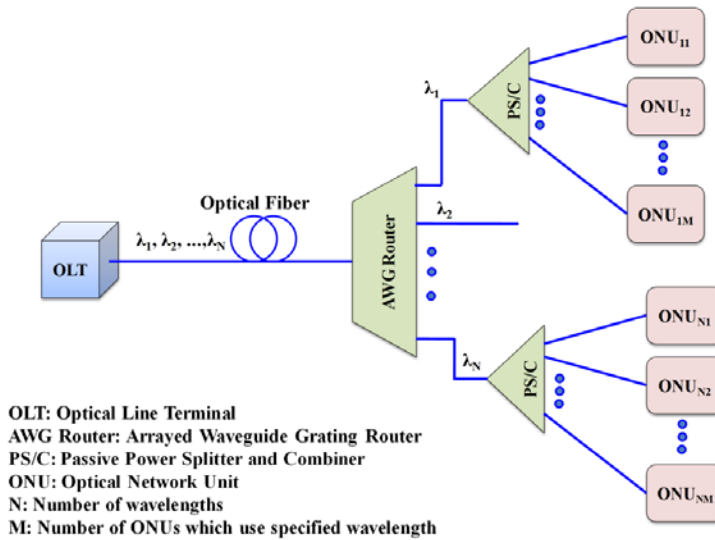 ONU11
λ1
PS/C
ONU12
Optical Fiber
ONU1M
λ1, λ2, ...,λN
AWG Router
λ2
OLT
ONUN1
λN
PS/C
ONUN2
ONUNM
OLT: Optical Line Terminal
AWG Router: Arrayed Waveguide Grating Router
PS/C: Passive Power Splitter and Combiner
ONU: Optical Network Unit
N: Number of wavelengths
M: Number of ONUs which use specified wavelength